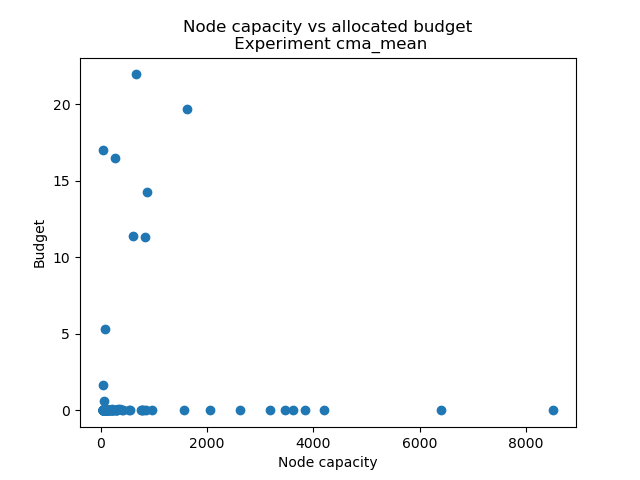 Node capacity vs allocated budget
Experiment cma_mean
20
15
10
5
0
Budget
0 2000 4000 6000 8000
Node capacity